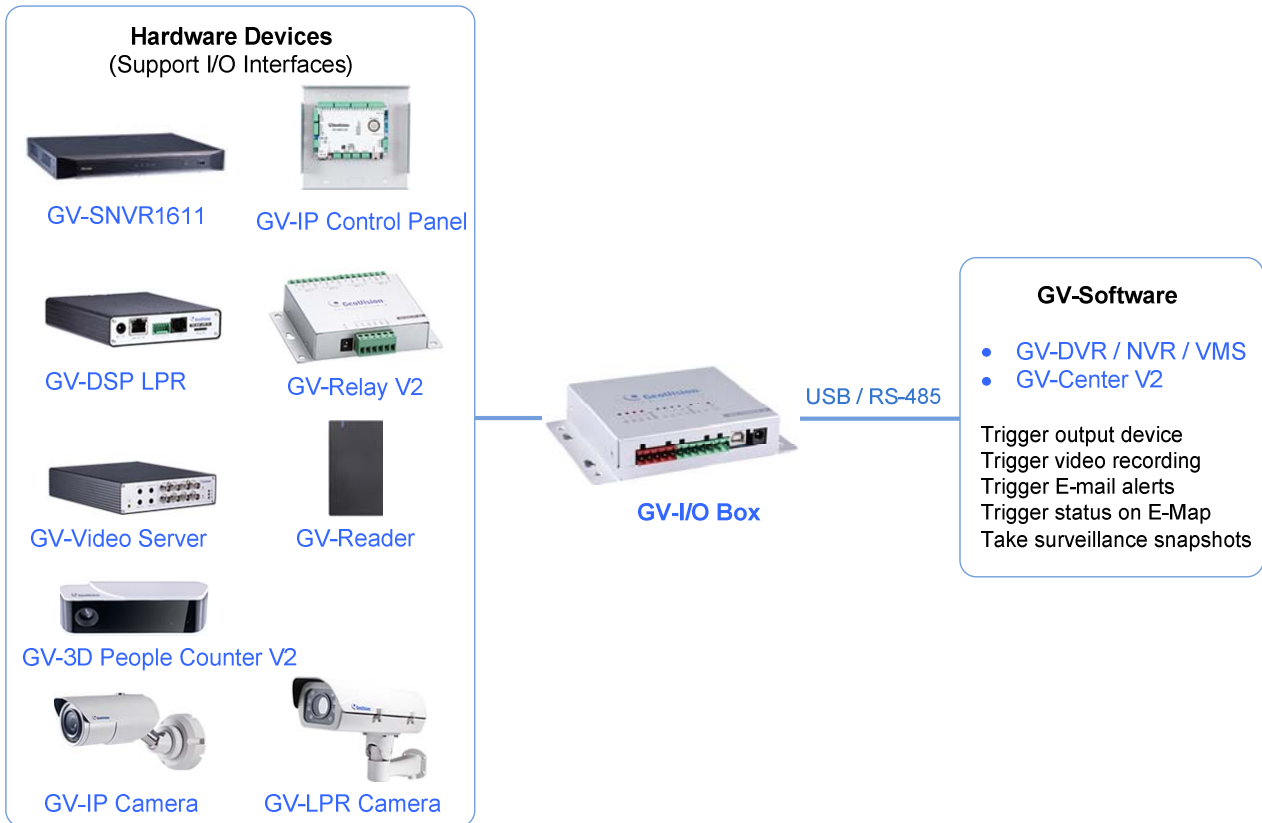 Hardware Devices
(Support I/O Interfaces)
GV-SNVR1611
GV-IP Control Panel
GeoVision
GV-DSP LPR
GV-Relay V2
GV-Video Server
GV-Reader
GV-3D People Counter V2
GV-IP Camera
GV-LPR Camera
GeoVision
GV-I/O Box
USB / RS-485
GV-Software
• GV-DVR / NVR / VMS
• GV-Center V2
Trigger output device
Trigger video recording
Trigger E-mail alerts
Trigger status on E-Map
Take surveillance snapshots